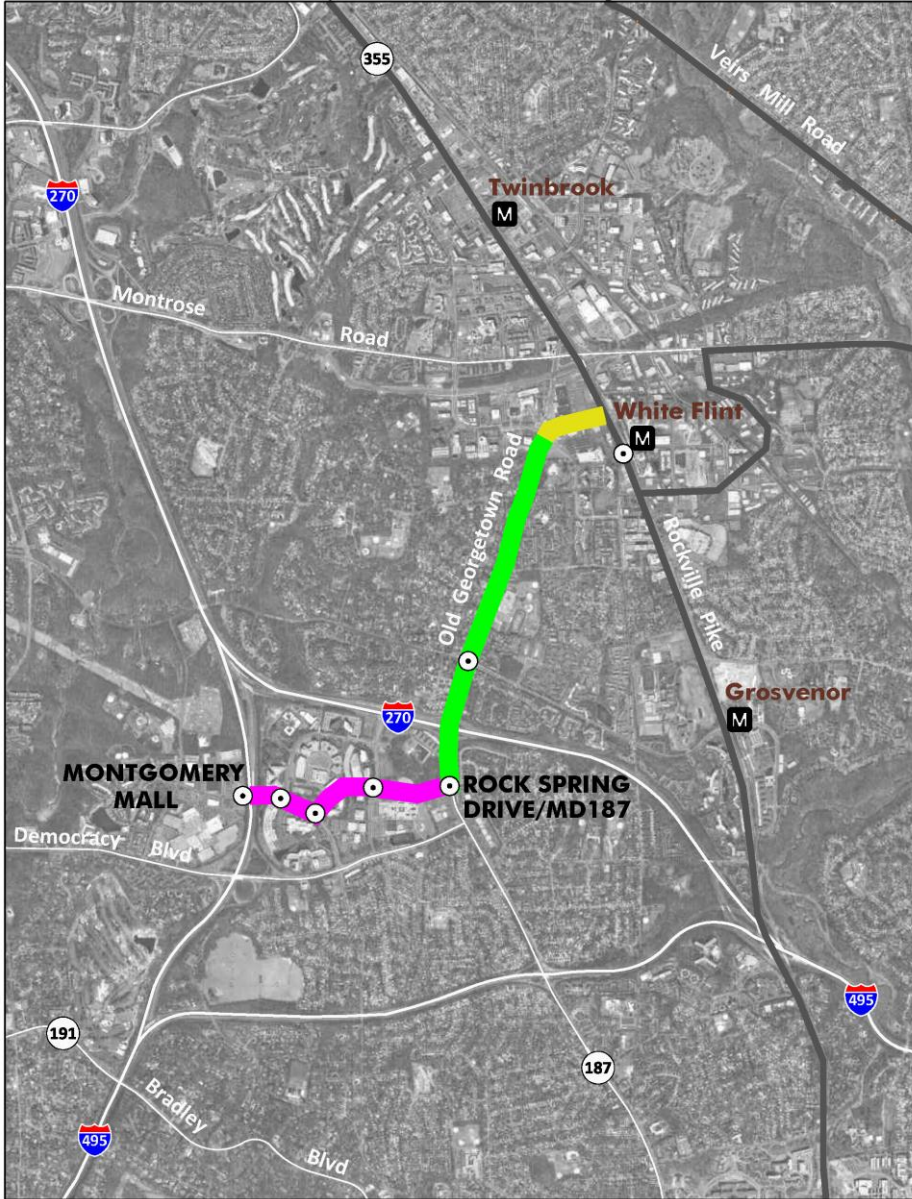 355
Veirs Mill Road
Twinbrook
M
270
Montrose
Road
White Flint
M
Old Georgetown Road
Rockville Pike
Grosvenor
M
270
MONTGOMERY
MALL
ROCK SPRING
DRIVE/MD187
Democracy Blvd
495
191
187
Bradley
Blvd
495